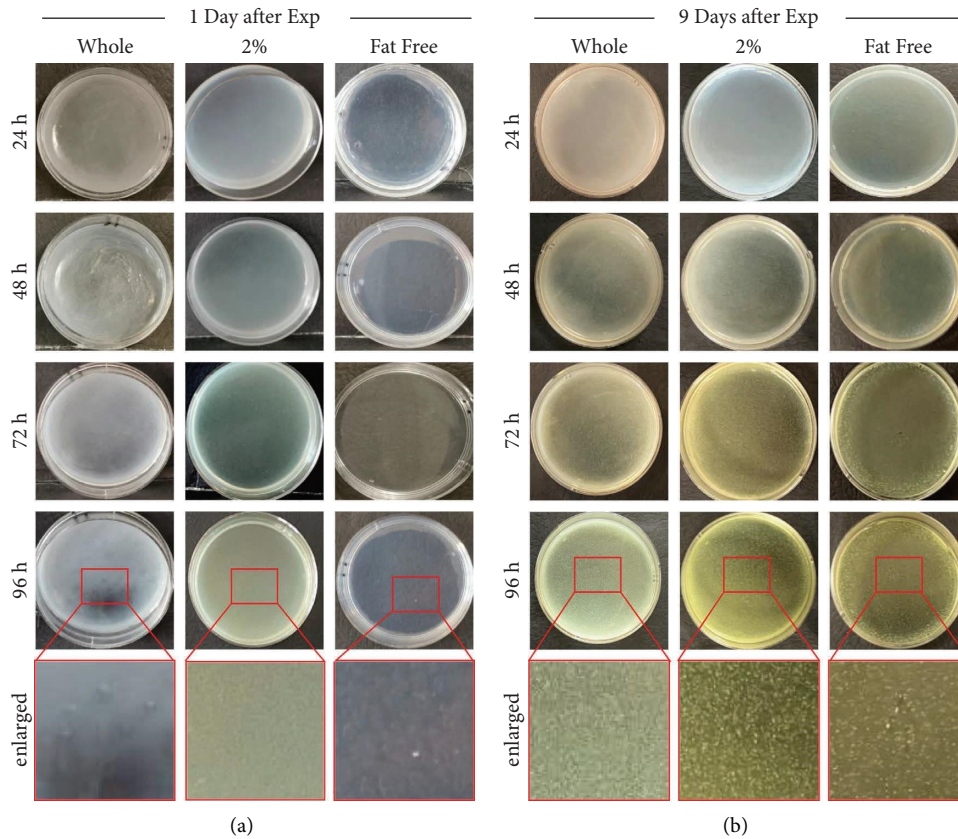 1 Day after Exp
Whole 2% Fat Free
24 h
48 h
72 h
96 h
enlarged
(a)
9 Days after Exp
Whole 2% Fat Free
24 h
48 h
72 h
96 h
enlarged
(b)